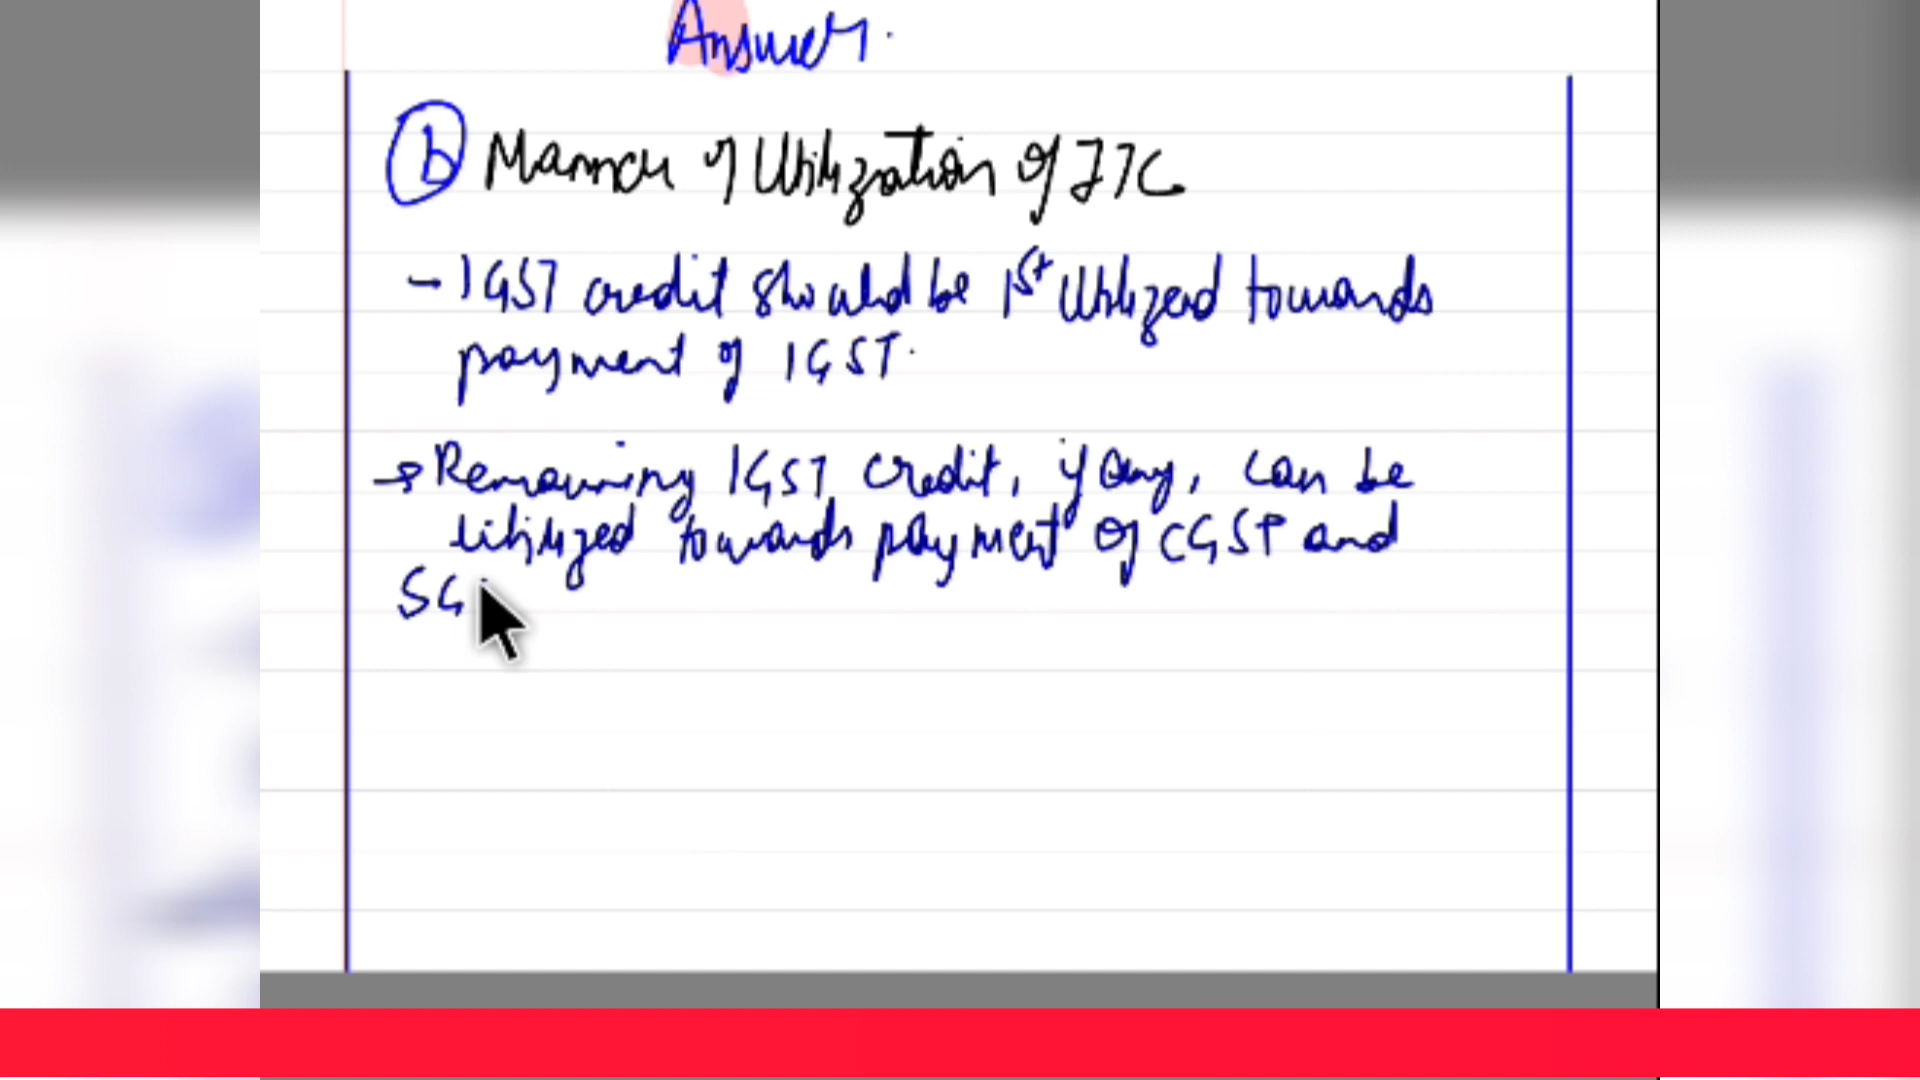 Answer.
b Manner of Utilization of ITC
- IGST credit should be 1st Utilized towards
payment of IGST.
→ Remaining IGST credit, if any, can be
utilized towards payment of CGST and
SG